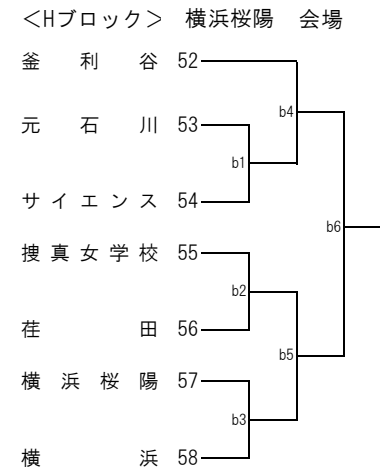 ＜Hブロック＞ 横浜桜陽 会場
釜利谷 52
b4
元石川 53
b1
サイエンス 54
b6
捜真女学校 55
b2
荏田 56
b5
横浜桜陽 57
b3
横浜 58